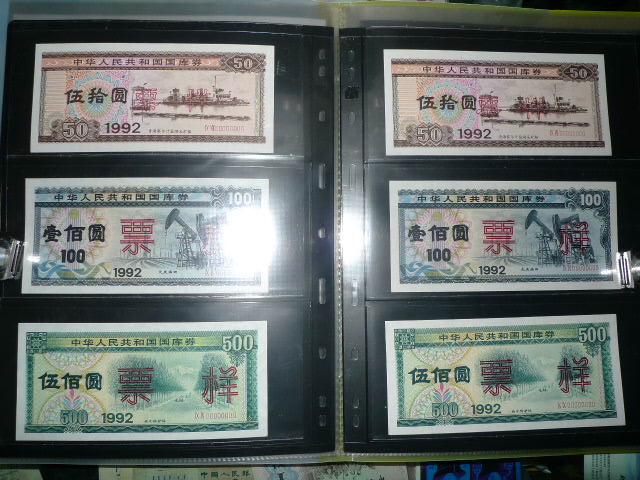 中华人民共和国国库券 50
伍拾圆 票
50 1992
中华人民共和国国库券
100
壹佰圆 票
100
1992
中华人民共和国国库券 500
伍佰圆 票 样
500 1992
中华人民共和国国库券 50
伍拾圆 票
50 1992
中华人民共和国国库券
100
壹佰圆 票 样
100
1992
中华人民共和国国库券 500
伍佰圆 票 样
500 1992
中国人民邮